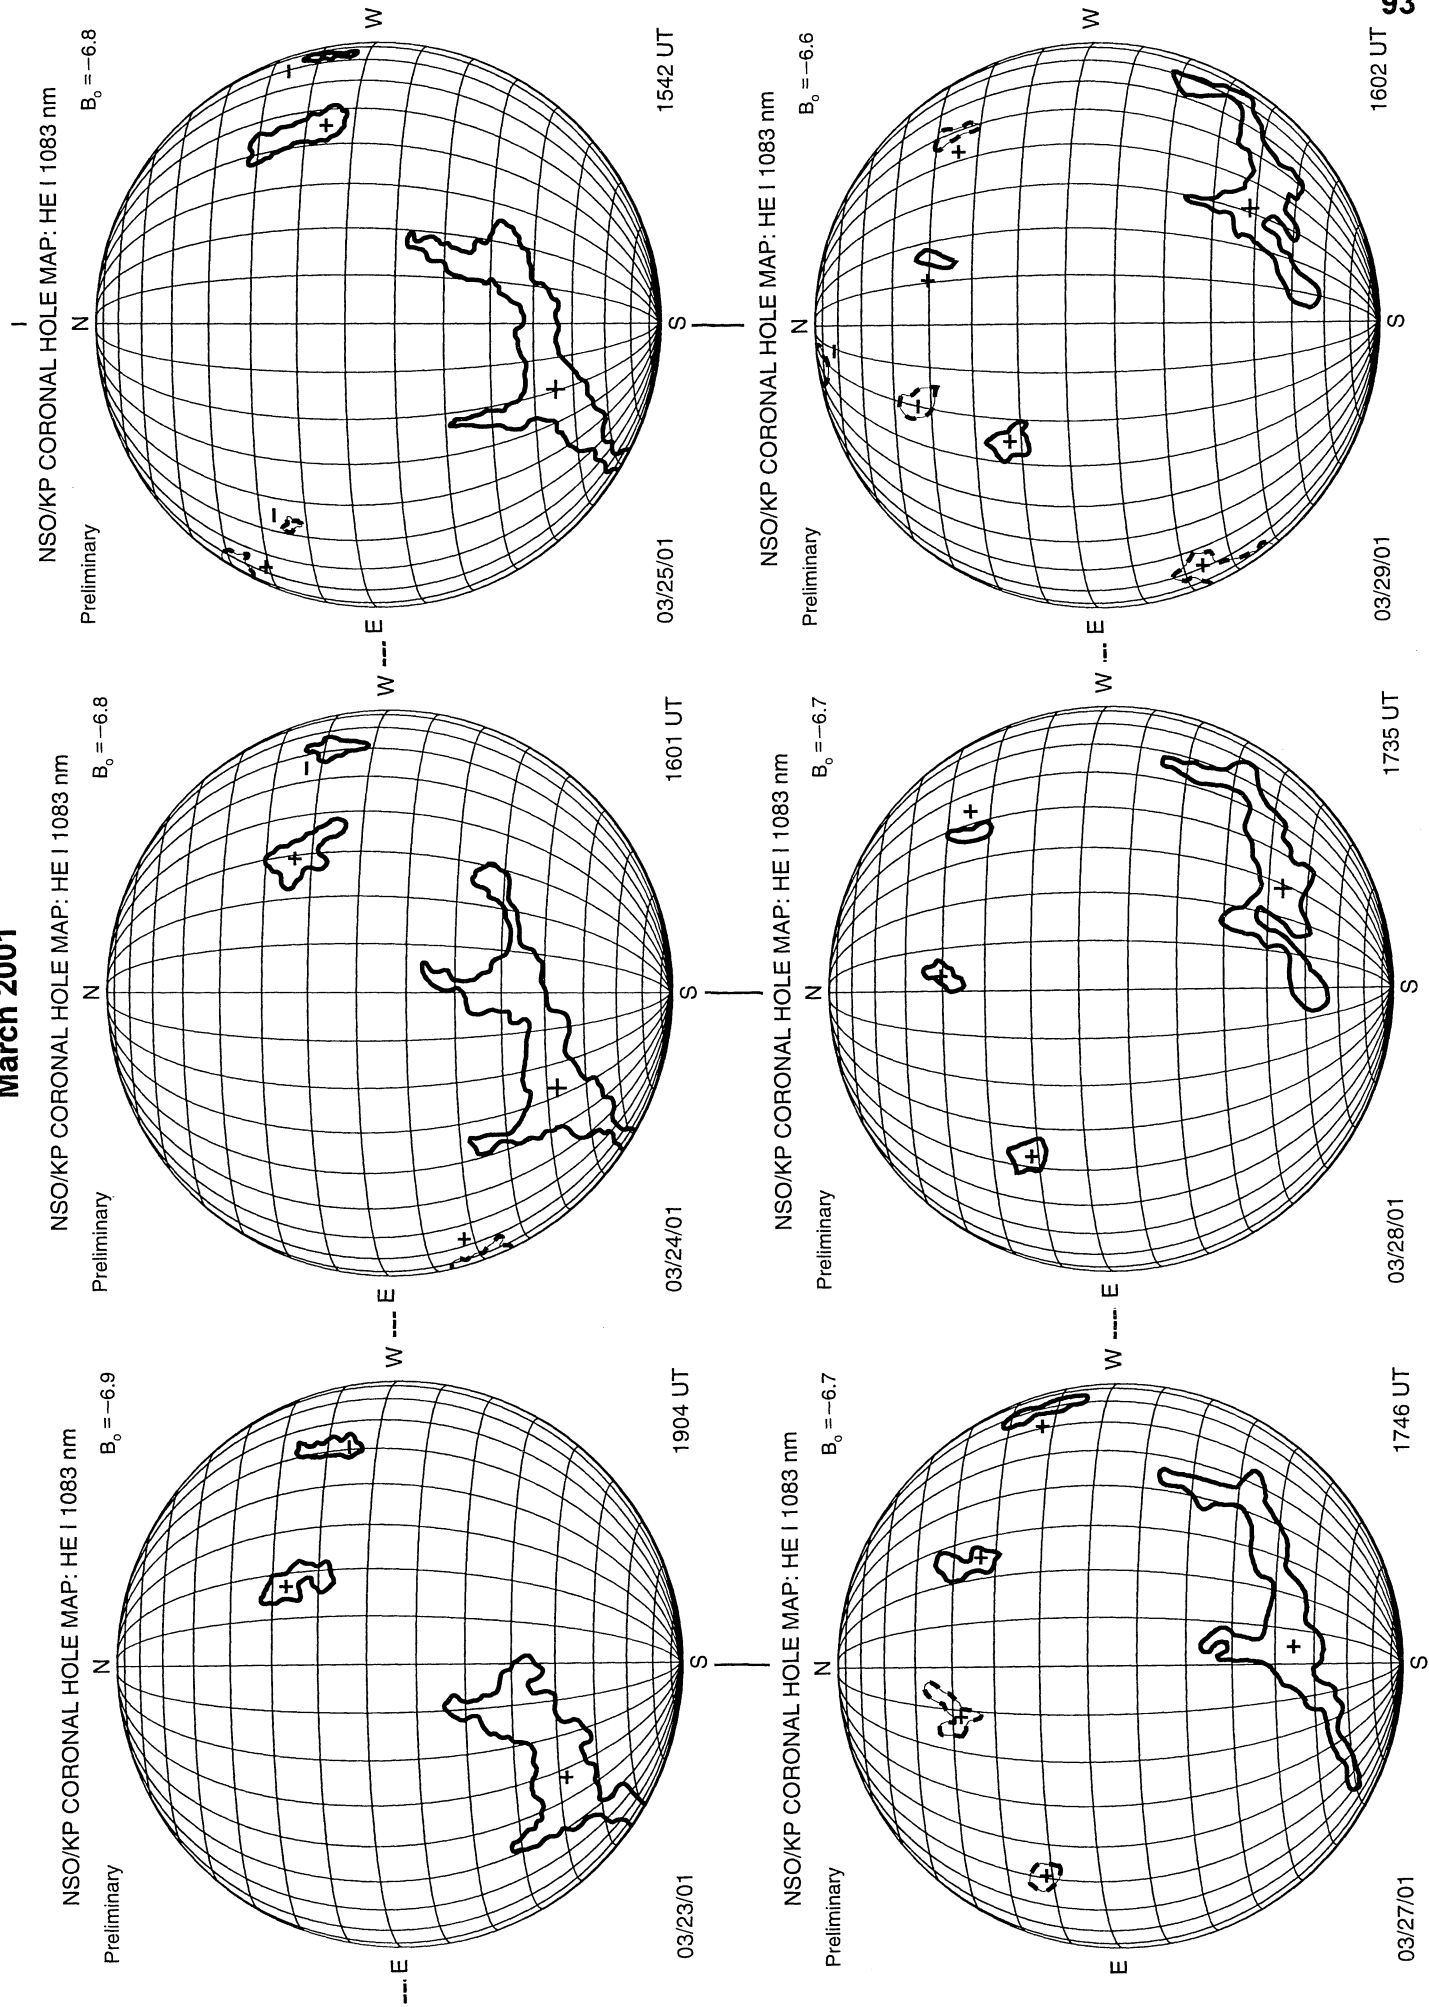 March 2001
93
NSO/KP CORONAL HOLE MAP: HE I 1083 nm
Preliminary
B₀ = −6.9
N
--- E
W ---
S
03/23/01
1904 UT
NSO/KP CORONAL HOLE MAP: HE I 1083 nm
Preliminary
B₀ = −6.8
N
E
W ---
S
03/24/01
1601 UT
NSO/KP CORONAL HOLE MAP: HE I 1083 nm
Preliminary
B₀ = −6.8
N
E
W
S
03/25/01
1542 UT
NSO/KP CORONAL HOLE MAP: HE I 1083 nm
Preliminary
B₀ = −6.7
N
E
W ---
S
03/27/01
1746 UT
NSO/KP CORONAL HOLE MAP: HE I 1083 nm
Preliminary
B₀ = −6.7
N
E
W ---
S
03/28/01
1735 UT
NSO/KP CORONAL HOLE MAP: HE I 1083 nm
Preliminary
B₀ = −6.6
N
E
W
S
03/29/01
1602 UT